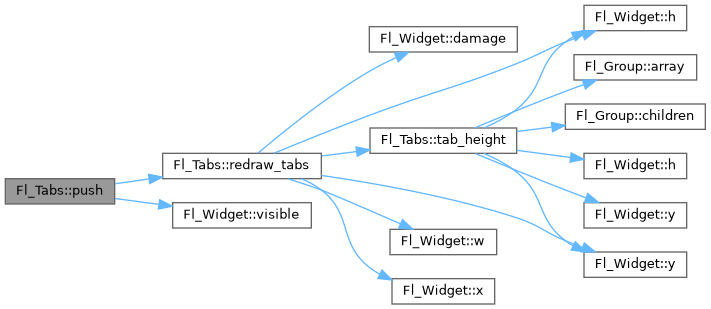 Fl_Tabs::push
Fl_Tabs::redraw_tabs
Fl_Widget::visible
Fl_Widget::damage
Fl_Tabs::tab_height
Fl_Widget::w
Fl_Widget::x
Fl_Widget::h
Fl_Group::array
Fl_Group::children
Fl_Widget::h
Fl_Widget::y
Fl_Widget::y